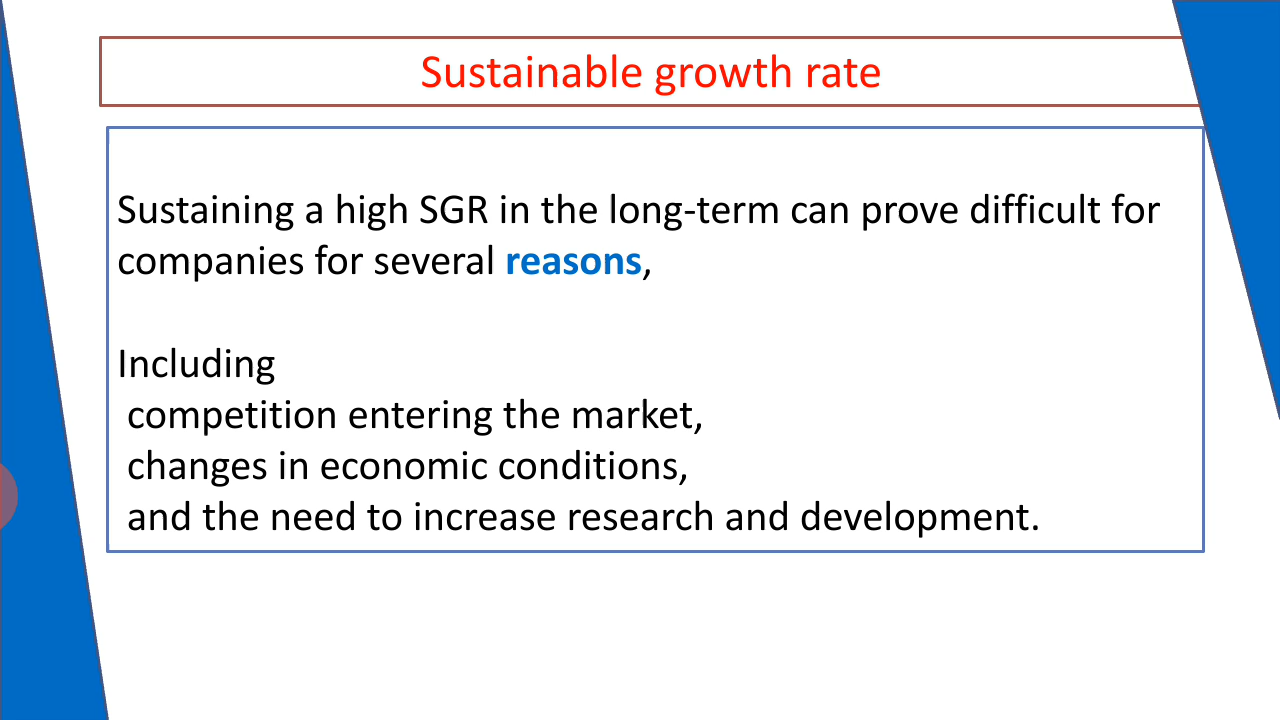 Sustainable growth rate
Sustaining a high SGR in the long-term can prove difficult for
companies for several reasons,
Including
competition entering the market,
changes in economic conditions,
and the need to increase research and development.